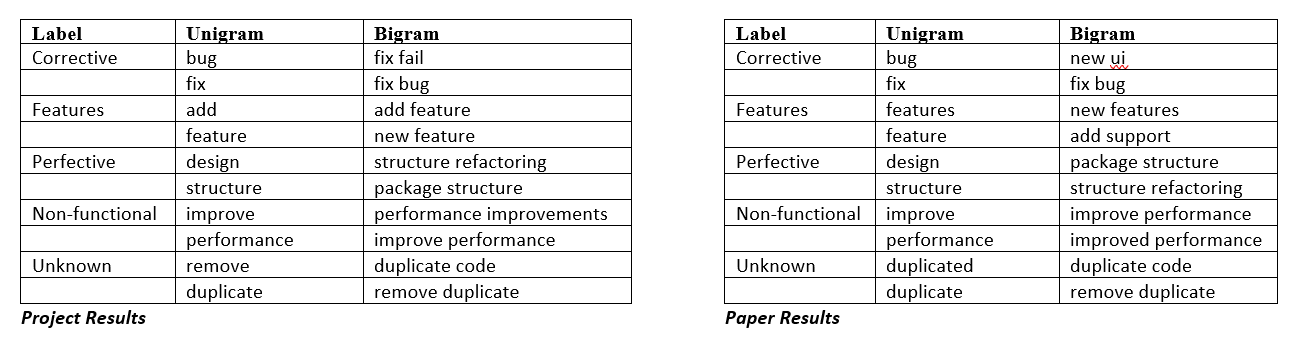 Label Unigram Bigram
Corrective bug fix fail
fix fix bug
Features add add feature
feature new feature
Perfective design structure refactoring
structure package structure
Non-functional improve performance improvements
performance improve performance
Unknown remove duplicate code
duplicate remove duplicate
Project Results
Label Unigram Bigram
Corrective bug new ui
fix fix bug
Features features new features
feature add support
Perfective design package structure
structure structure refactoring
Non-functional improve improve performance
performance improved performance
Unknown duplicated duplicate code
duplicate remove duplicate
Paper Results